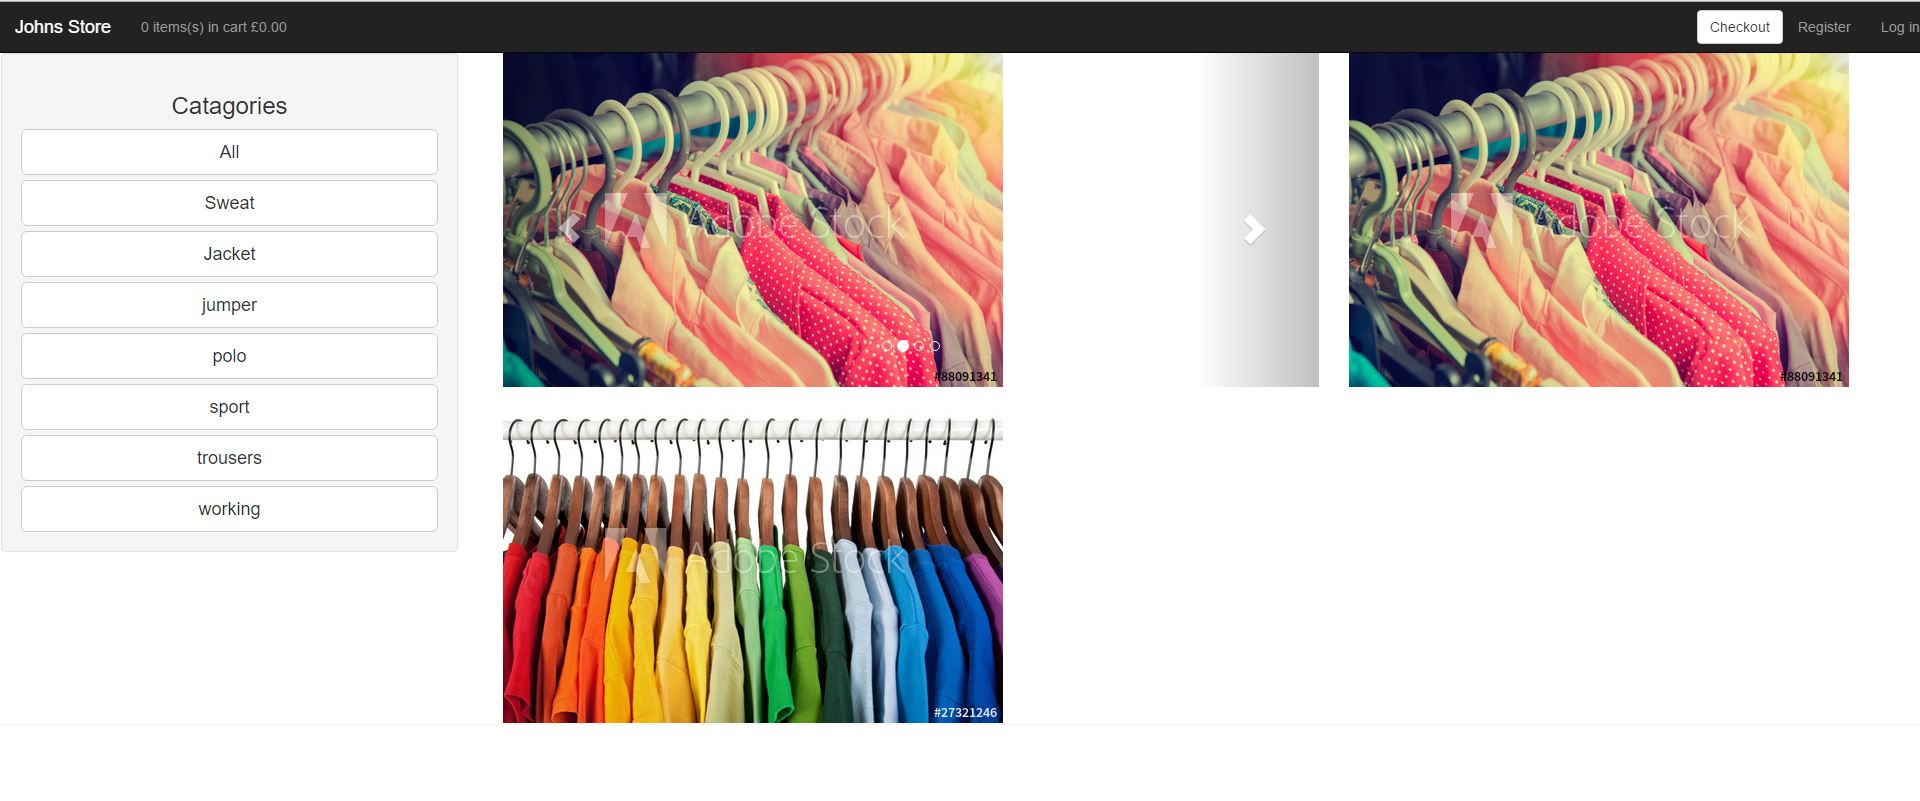 Johns Store
0 items(s) in cart £0.00
Checkout
Register
Log in
Catagories
All
Sweat
Jacket
jumper
polo
sport
trousers
working
Adobe Stock
#88091341
Adobe Stock
#88091341
Adobe Stock
#27321246